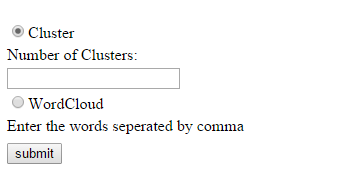 Cluster
Number of Clusters:
WordCloud
Enter the words seperated by comma
submit